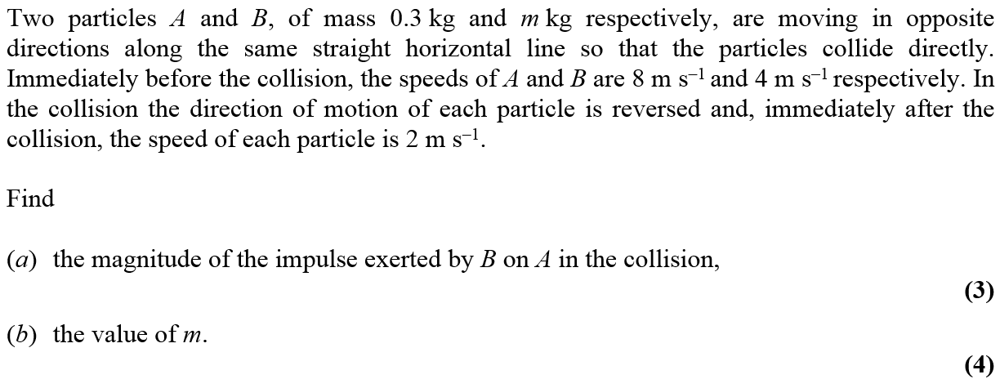 Two particles A and B, of mass 0.3 kg and m kg respectively, are moving in opposite
directions along the same straight horizontal line so that the particles collide directly.
Immediately before the collision, the speeds of A and B are 8 m s⁻¹ and 4 m s⁻¹ respectively. In
the collision the direction of motion of each particle is reversed and, immediately after the
collision, the speed of each particle is 2 m s⁻¹.
Find
(a) the magnitude of the impulse exerted by B on A in the collision,
(3)
(b) the value of m.
(4)